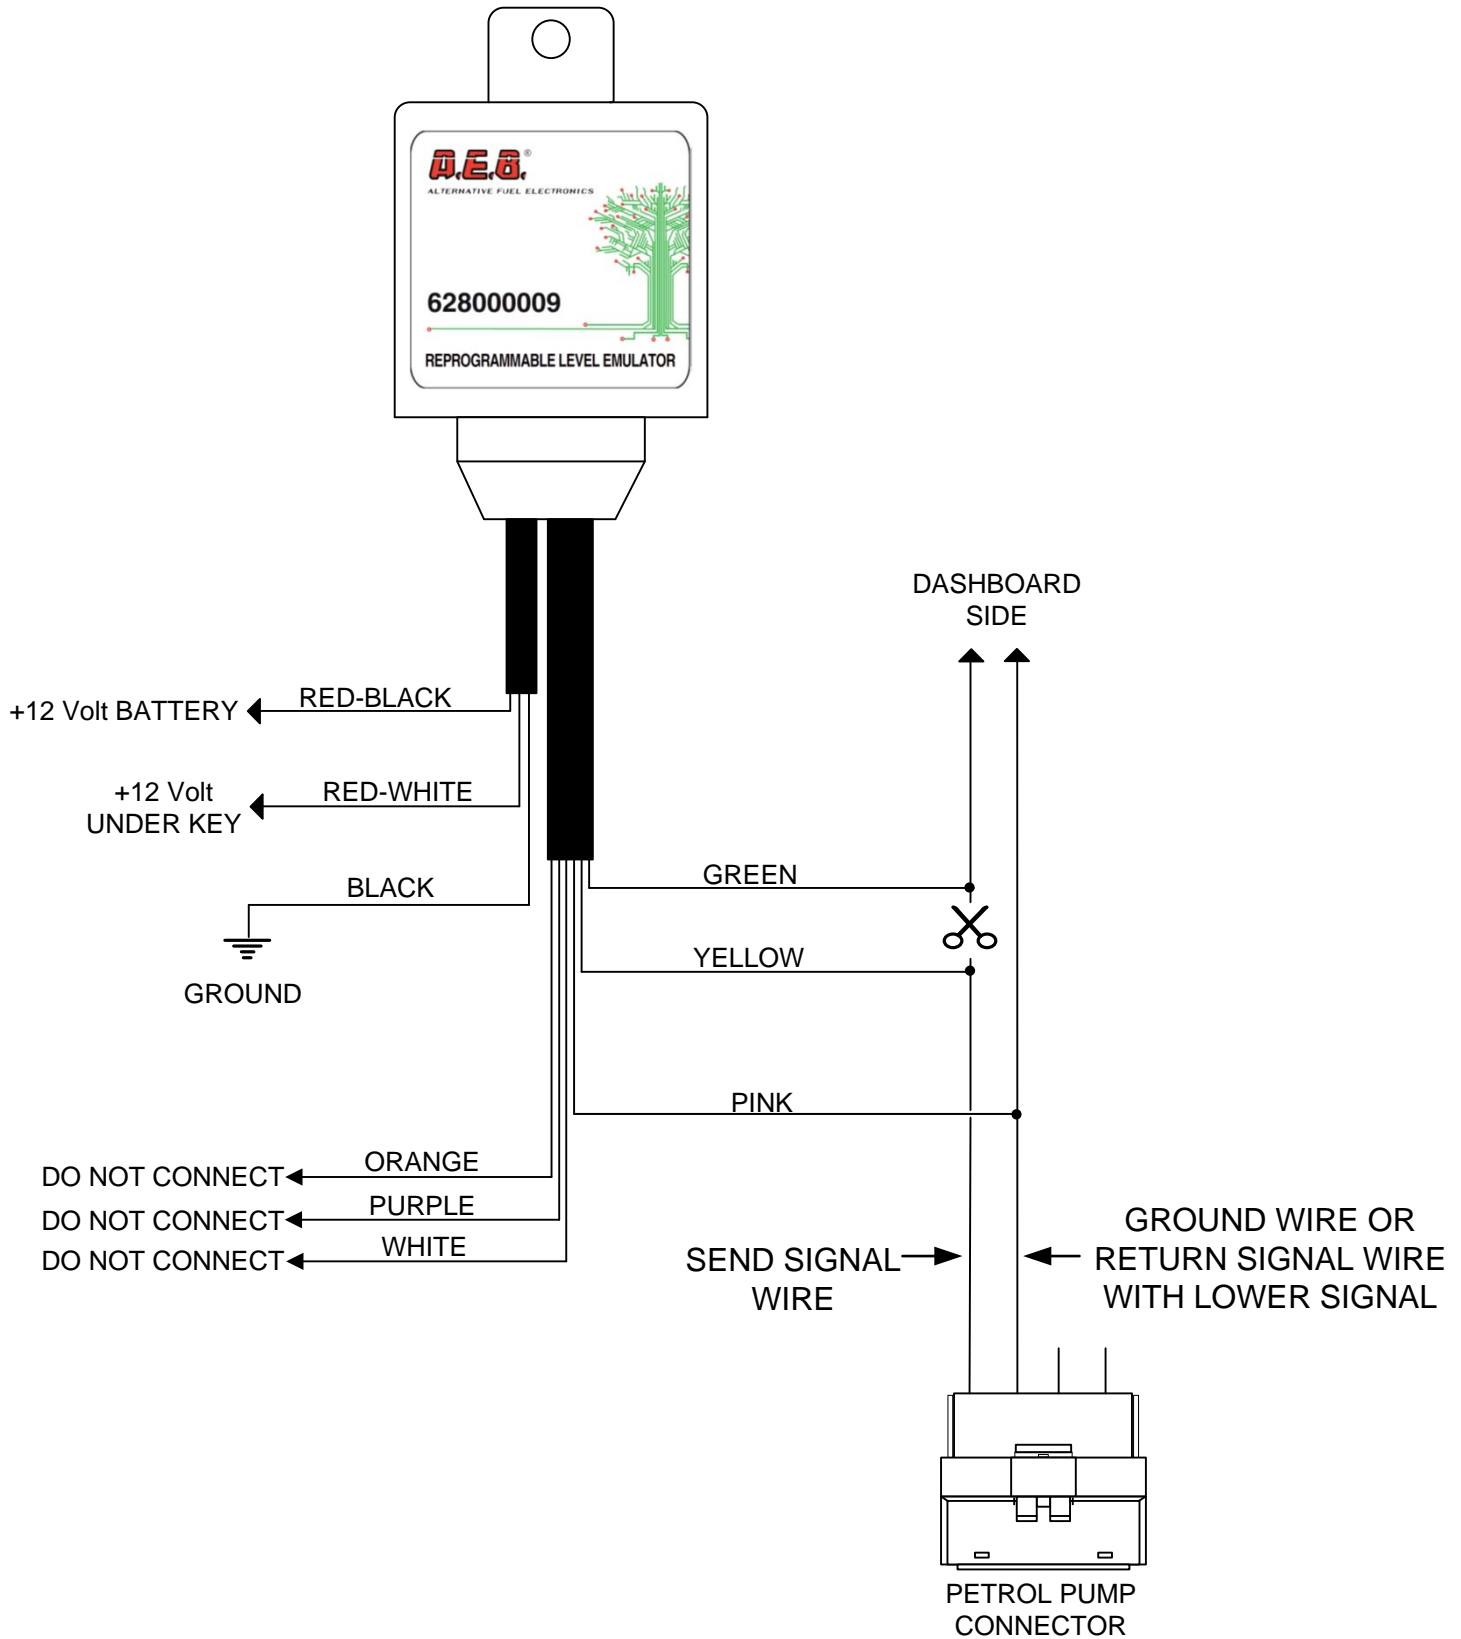 A.E.B.®
ALTERNATIVE FUEL ELECTRONICS
628000009
REPROGRAMMABLE LEVEL EMULATOR
DASHBOARD
SIDE
+12 Volt BATTERY
RED-BLACK
+12 Volt
UNDER KEY
RED-WHITE
BLACK
GROUND
GREEN
YELLOW
PINK
DO NOT CONNECT
ORANGE
DO NOT CONNECT
PURPLE
DO NOT CONNECT
WHITE
SEND SIGNAL
WIRE
GROUND WIRE OR
RETURN SIGNAL WIRE
WITH LOWER SIGNAL
PETROL PUMP
CONNECTOR